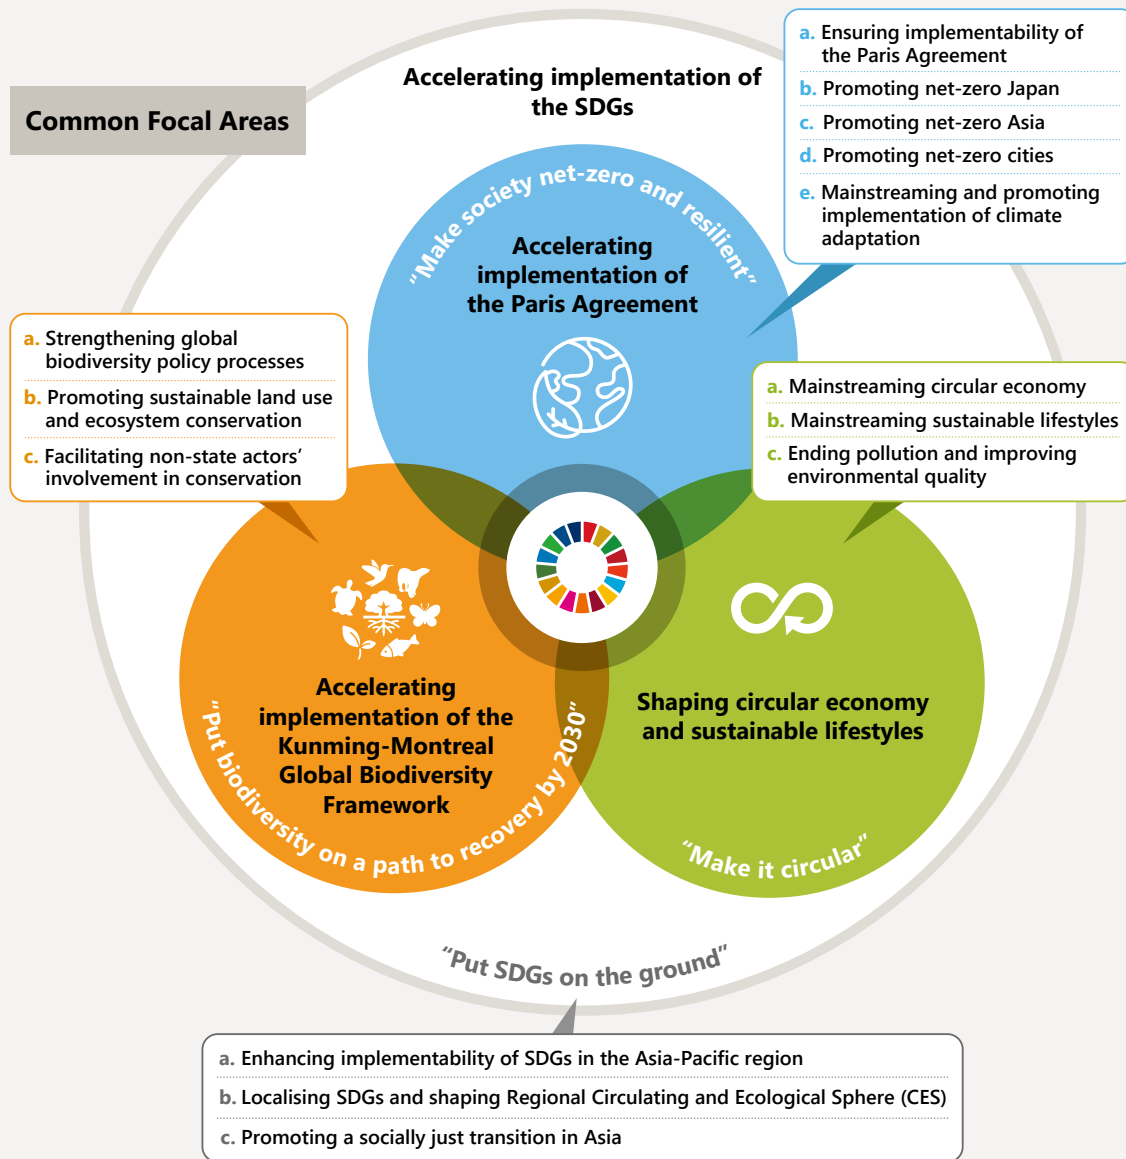 Common Focal Areas
Accelerating implementation of
the SDGs
a. Ensuring implementability of
the Paris Agreement
b. Promoting net-zero Japan
c. Promoting net-zero Asia
d. Promoting net-zero cities
e. Mainstreaming and promoting
implementation of climate
adaptation
“Make society net-zero and resilient”
Accelerating
implementation of
the Paris Agreement
a. Strengthening global
biodiversity policy processes
b. Promoting sustainable land use
and ecosystem conservation
c. Facilitating non-state actors’
involvement in conservation
a. Mainstreaming circular economy
b. Mainstreaming sustainable lifestyles
c. Ending pollution and improving
environmental quality
Accelerating
implementation of the
Kunming-Montreal
Global Biodiversity
Framework
“Put biodiversity on a path to recovery by 2030”
Shaping circular economy
and sustainable lifestyles
“Make it circular”
“Put SDGs on the ground”
a. Enhancing implementability of SDGs in the Asia-Pacific region
b. Localising SDGs and shaping Regional Circulating and Ecological Sphere (CES)
c. Promoting a socially just transition in Asia